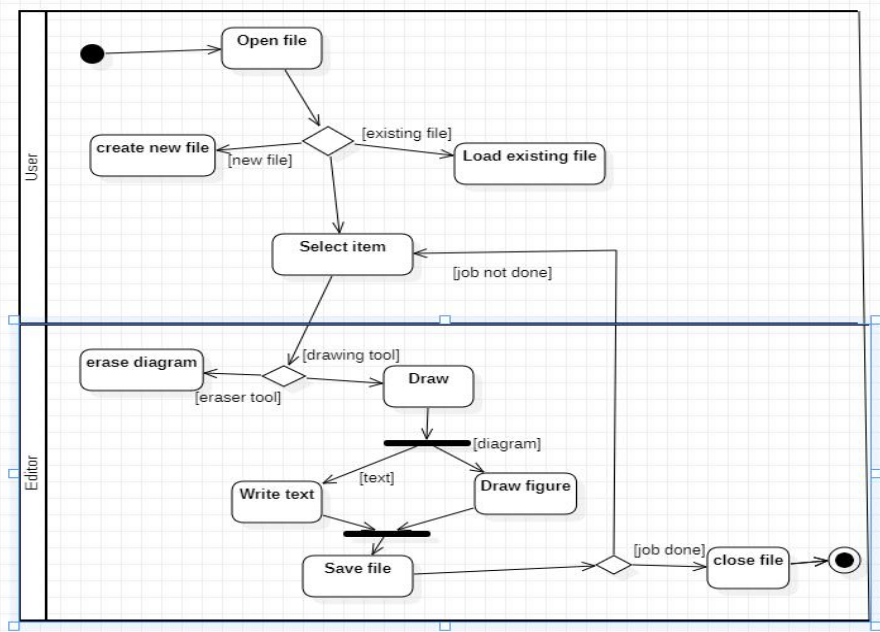 User
Open file
[existing file]
create new file
[new file]
Load existing file
Select item
[job not done]
Editor
erase diagram
[drawing tool]
[eraser tool]
Draw
[diagram]
[text]
Write text
Draw figure
Save file
[job done]
close file